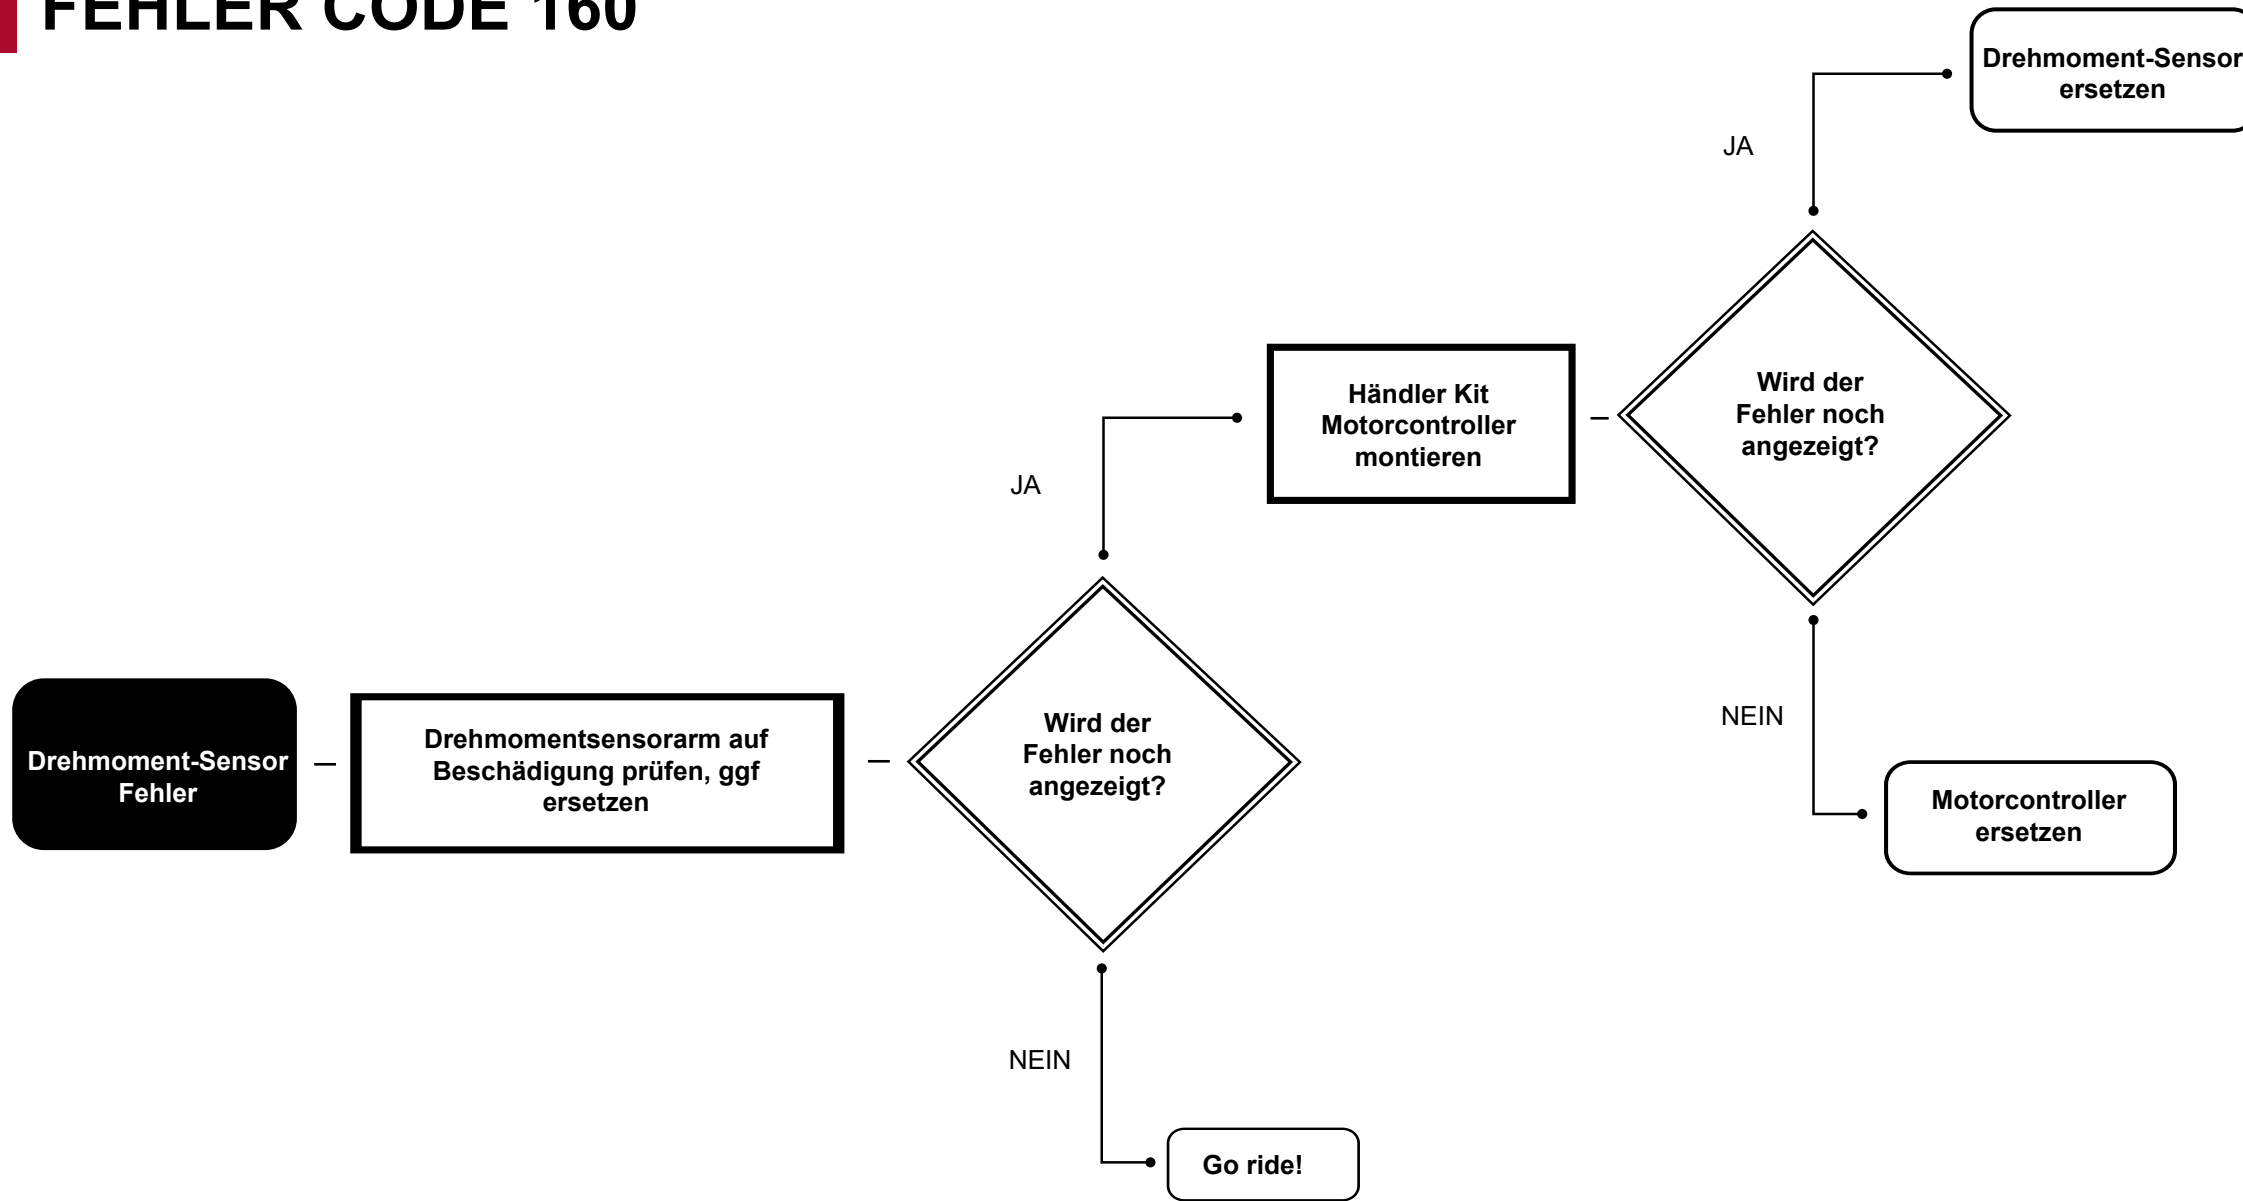 FEHLER CODE 160
Drehmoment-Sensor
Fehler
Drehmomentsensorarm auf
Beschädigung prüfen, ggf
ersetzen
Wird der
Fehler noch
angezeigt?
JA
NEIN
Go ride!
Händler Kit
Motorcontroller
montieren
Wird der
Fehler noch
angezeigt?
JA
Drehmoment-Sensor
ersetzen
NEIN
Motorcontroller
ersetzen